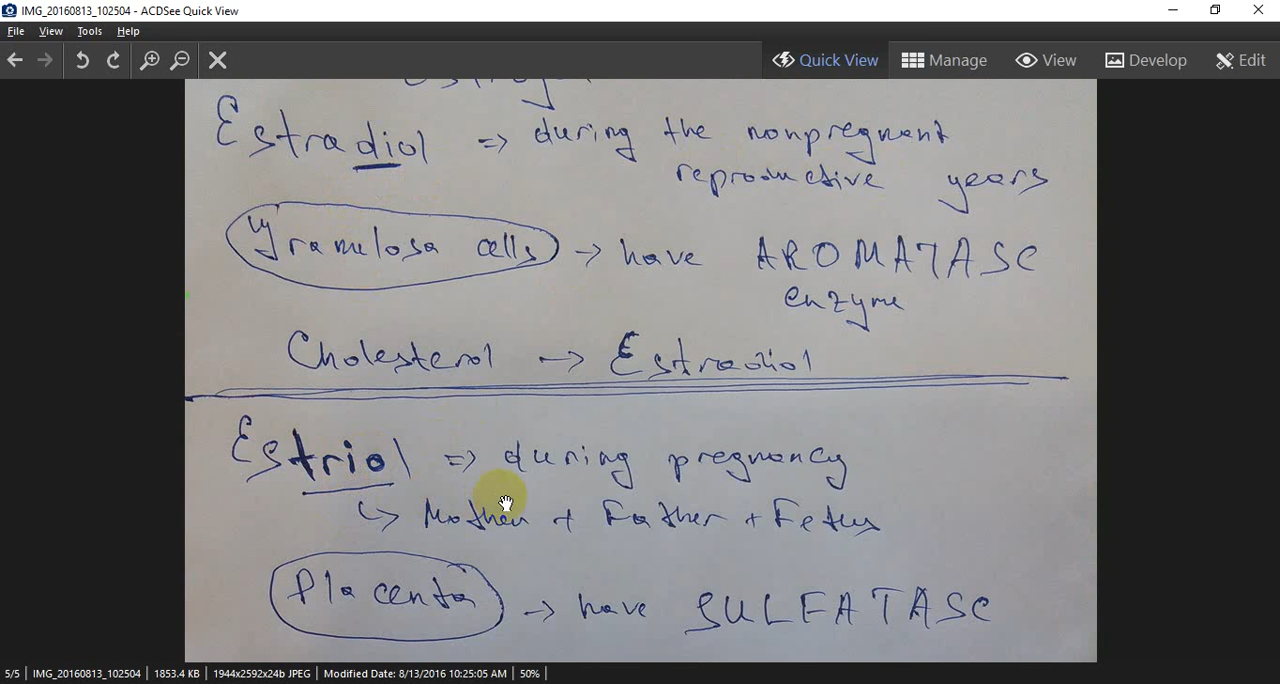 IMG_20160813_102504 - ACDSee Quick View
File View Tools Help
Quick View Manage View Develop Edit
Estradiol => during the nonpregnant
reproductive years
Granulosa cells -> have AROMATASE
enzyme
Cholesterol -> Estradiol
Estriol => during pregnancy
↳ Mother + Father + Fetus
Placenta -> have SULFATASE
5/5 IMG_20160813_102504 1853.4 KB 1944x2592x24b JPEG Modified Date: 8/13/2016 10:25:05 AM 50%